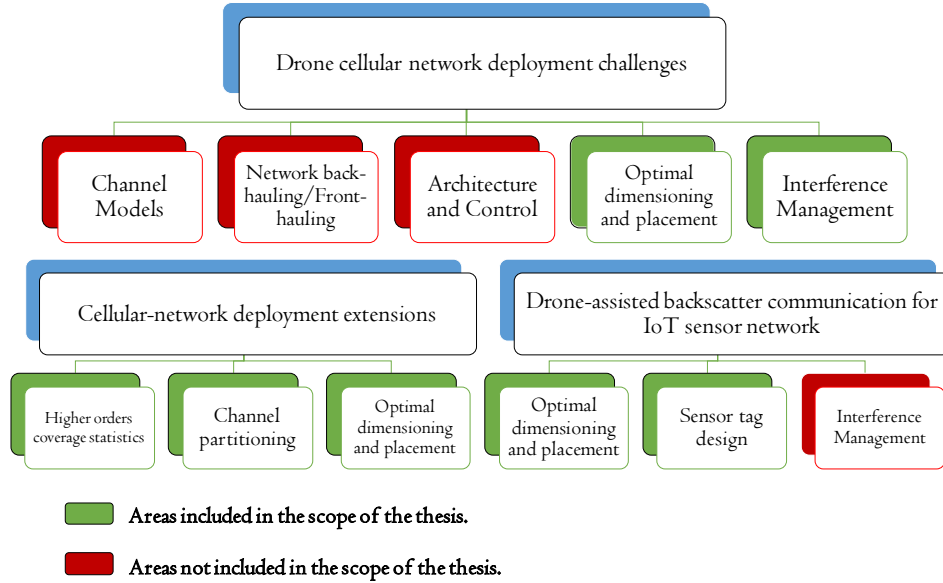 Drone cellular network deployment challenges
Channel
Models
Network back-
hauling/Front-
hauling
Architecture
and Control
Optimal
dimensioning
and placement
Interference
Management
Cellular-network deployment extensions
Drone-assisted backscatter communication for
IoT sensor network
Higher orders
coverage statistics
Channel
partitioning
Optimal
dimensioning
and placement
Optimal
dimensioning
and placement
Sensor tag
design
Interference
Management
Areas included in the scope of the thesis.
Areas not included in the scope of the thesis.